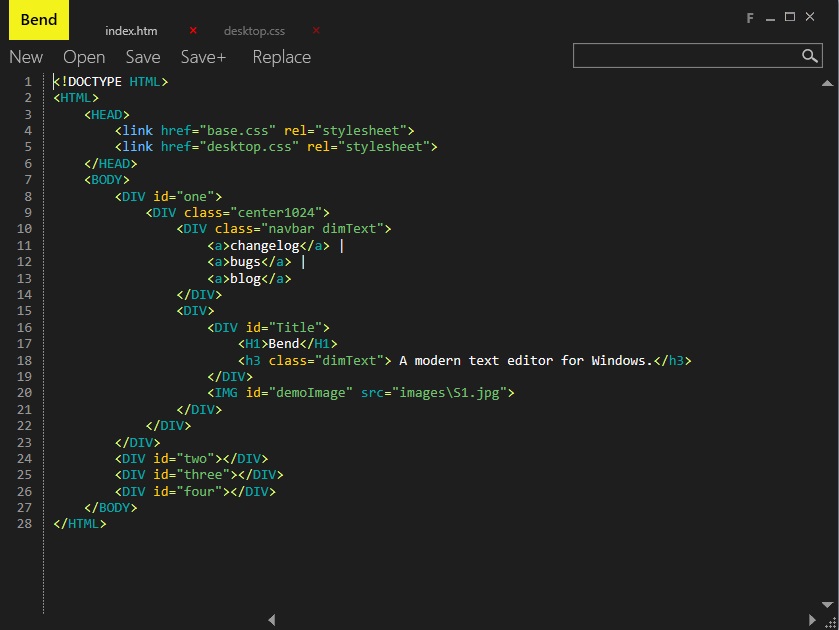 Bend
index.htm × desktop.css ×
F
New Open Save Save+ Replace
1 <!DOCTYPE HTML>
2 <HTML>
3     <HEAD>
4         <link href="base.css" rel="stylesheet">
5         <link href="desktop.css" rel="stylesheet">
6     </HEAD>
7     <BODY>
8         <DIV id="one">
9             <DIV class="center1024">
10                 <DIV class="navbar dimText">
11                     <a>changelog</a> |
12                     <a>bugs</a> |
13                     <a>blog</a>
14                 </DIV>
15                 <DIV>
16                     <DIV id="Title">
17                         <H1>Bend</H1>
18                         <h3 class="dimText"> A modern text editor for Windows.</h3>
19                     </DIV>
20                     <IMG id="demoImage" src="images\S1.jpg">
21                 </DIV>
22             </DIV>
23         </DIV>
24         <DIV id="two"></DIV>
25         <DIV id="three"></DIV>
26         <DIV id="four"></DIV>
27     </BODY>
28 </HTML>